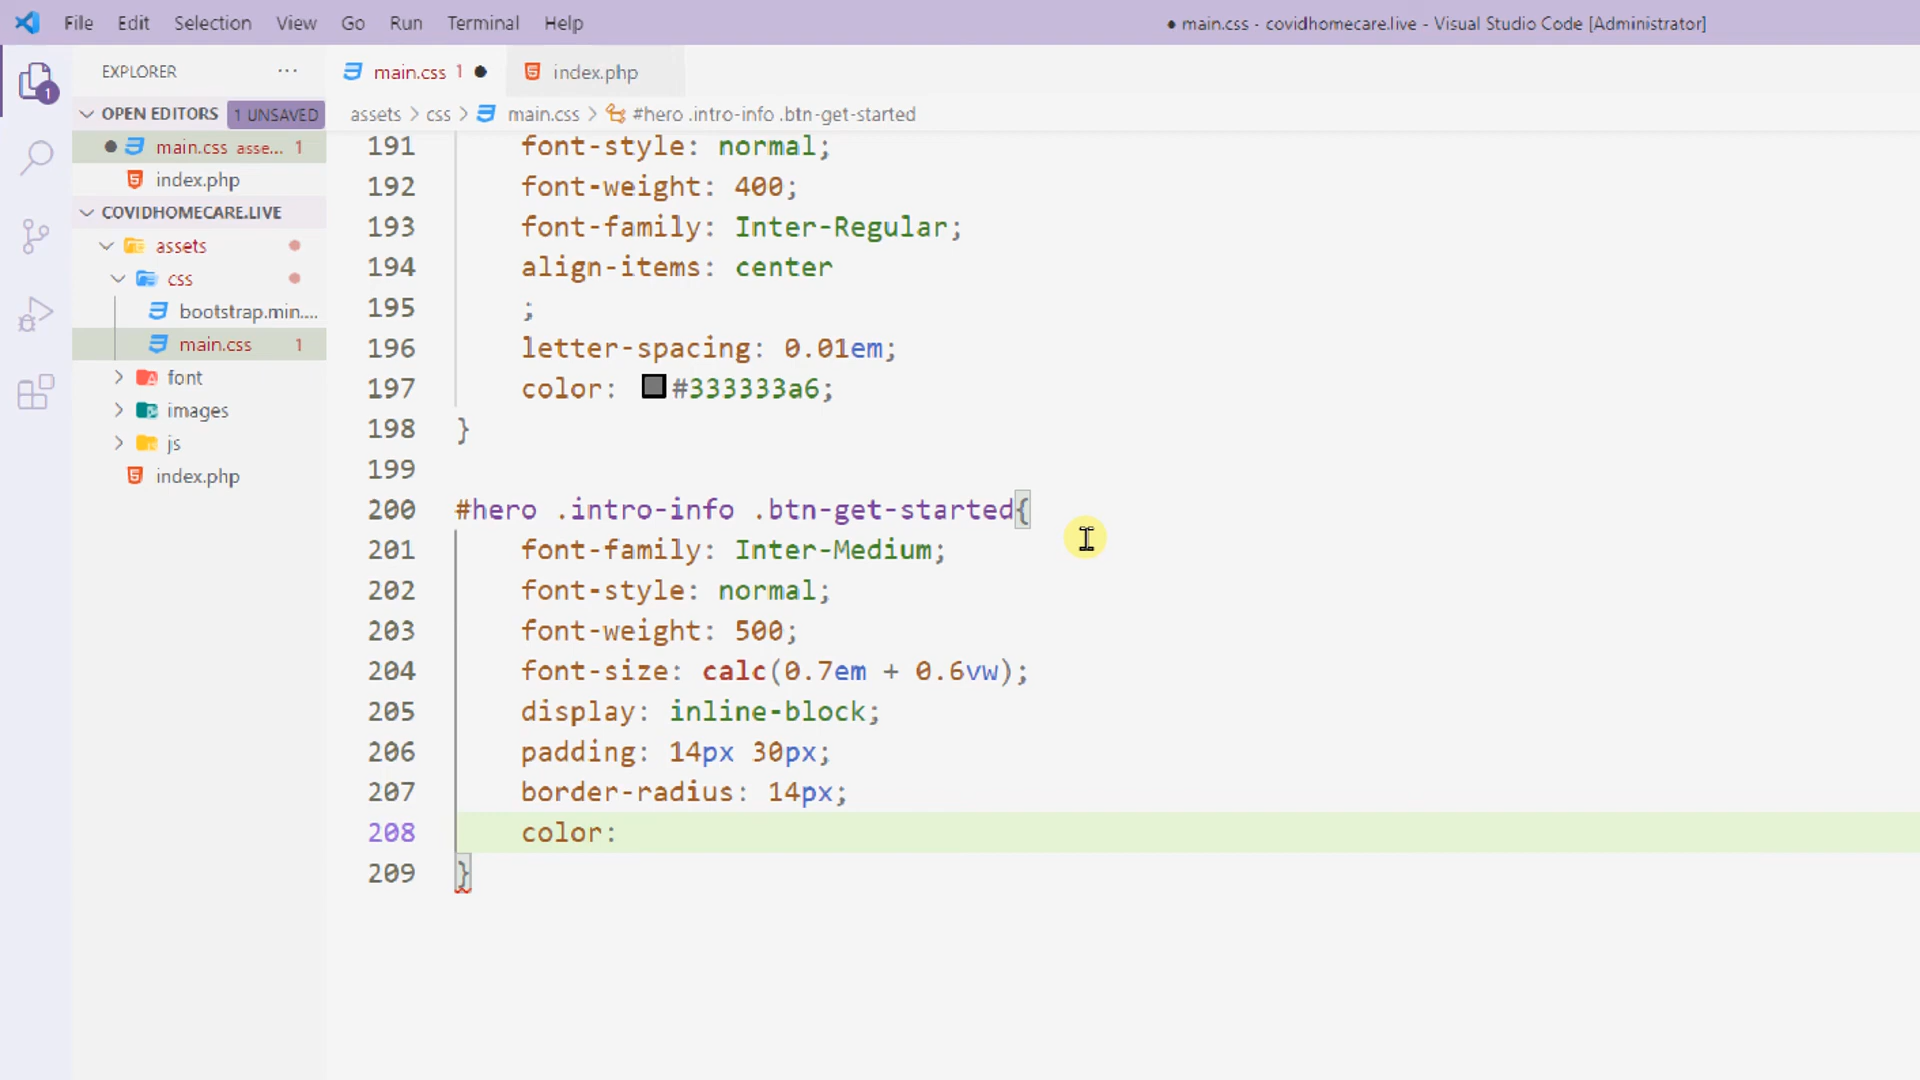 File Edit Selection View Go Run Terminal Help
● main.css - covidhomecare.live - Visual Studio Code [Administrator]
EXPLORER ···
main.css 1 ●
index.php
1
OPEN EDITORS 1 UNSAVED
assets > css > main.css > #hero .intro-info .btn-get-started
main.css asse... 1
index.php
COVIDHOMECARE.LIVE
assets
css
bootstrap.min....
main.css 1
font
images
js
index.php
191 font-style: normal;
192 font-weight: 400;
193 font-family: Inter-Regular;
194 align-items: center
195 ;
196 letter-spacing: 0.01em;
197 color: #333333a6;
198 }
199
200 #hero .intro-info .btn-get-started{
201 font-family: Inter-Medium;
202 font-style: normal;
203 font-weight: 500;
204 font-size: calc(0.7em + 0.6vw);
205 display: inline-block;
206 padding: 14px 30px;
207 border-radius: 14px;
208 color:
209 }